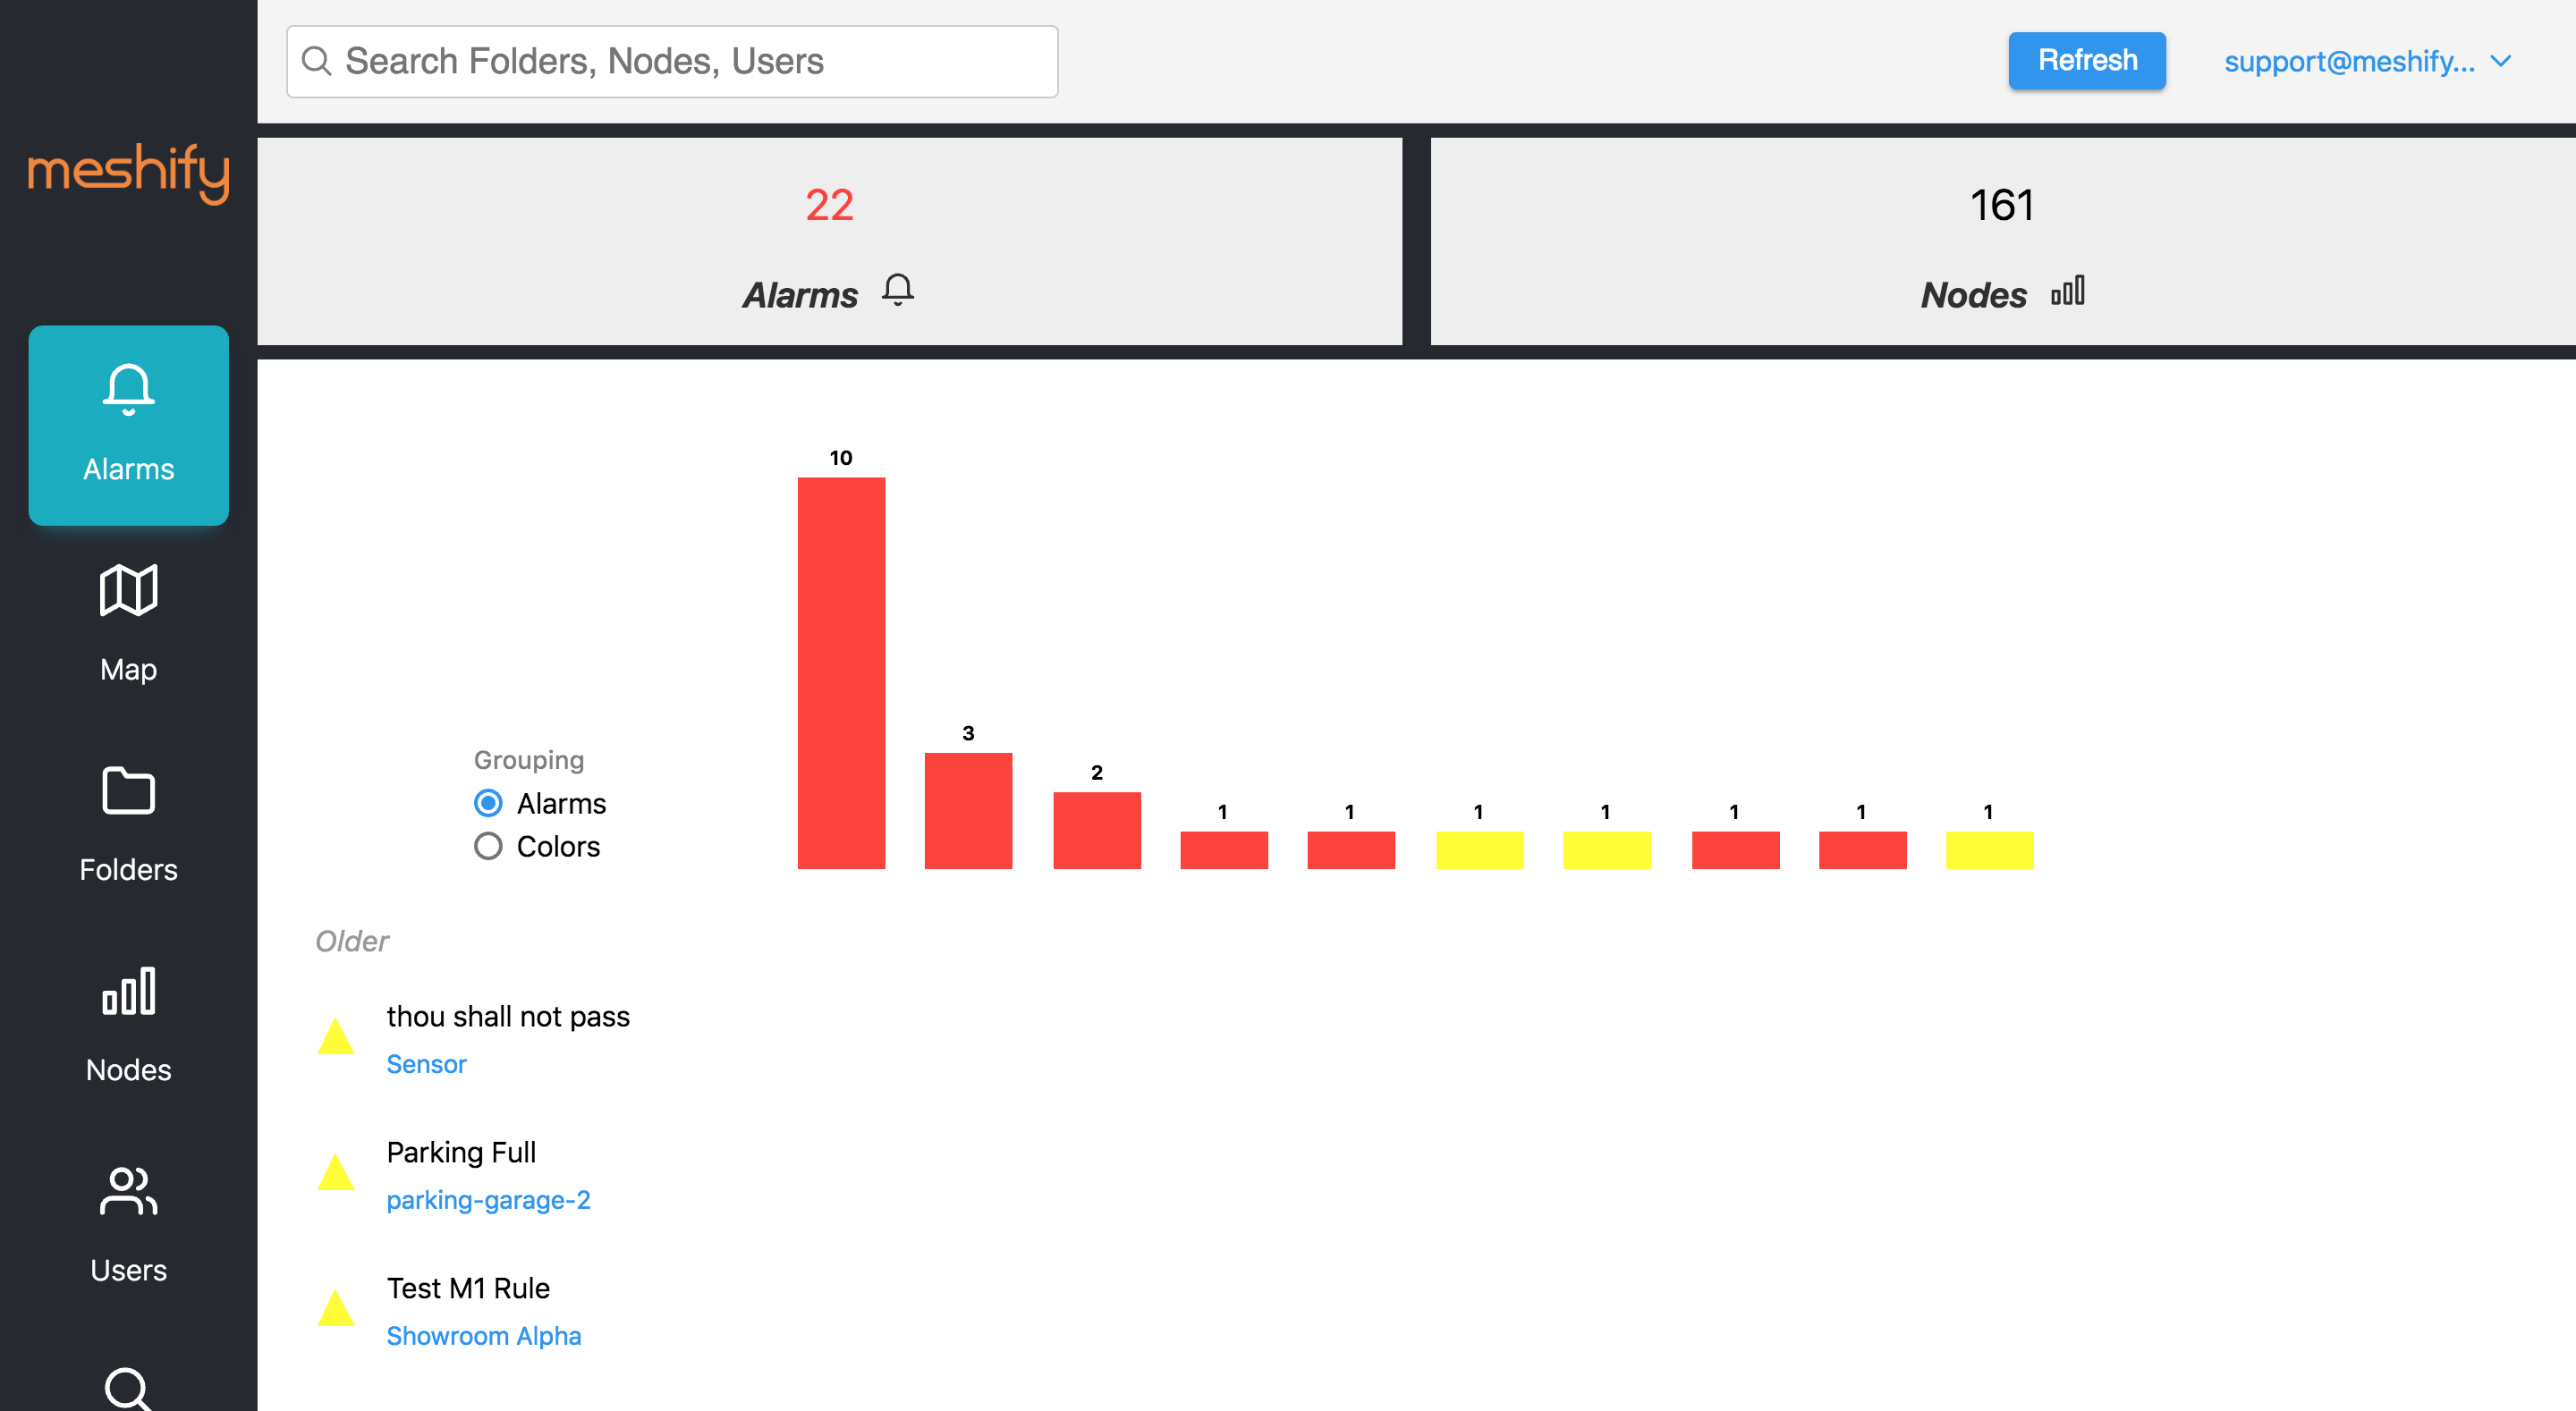 Search Folders, Nodes, Users
Refresh
support@meshify...
meshify
22
Alarms
161
Nodes
Alarms
Map
Folders
Nodes
Users
10
3
2
1
1
1
1
1
1
1
Grouping
Alarms
Colors
Older
thou shall not pass
Sensor
Parking Full
parking-garage-2
Test M1 Rule
Showroom Alpha